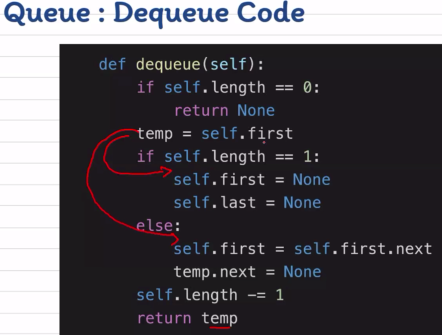 Queue : Dequeue Code
def dequeue(self):
    if self.length == 0:
        return None
    temp = self.first
    if self.length == 1:
        self.first = None
        self.last = None
    else:
        self.first = self.first.next
        temp.next = None
    self.length -= 1
    return temp